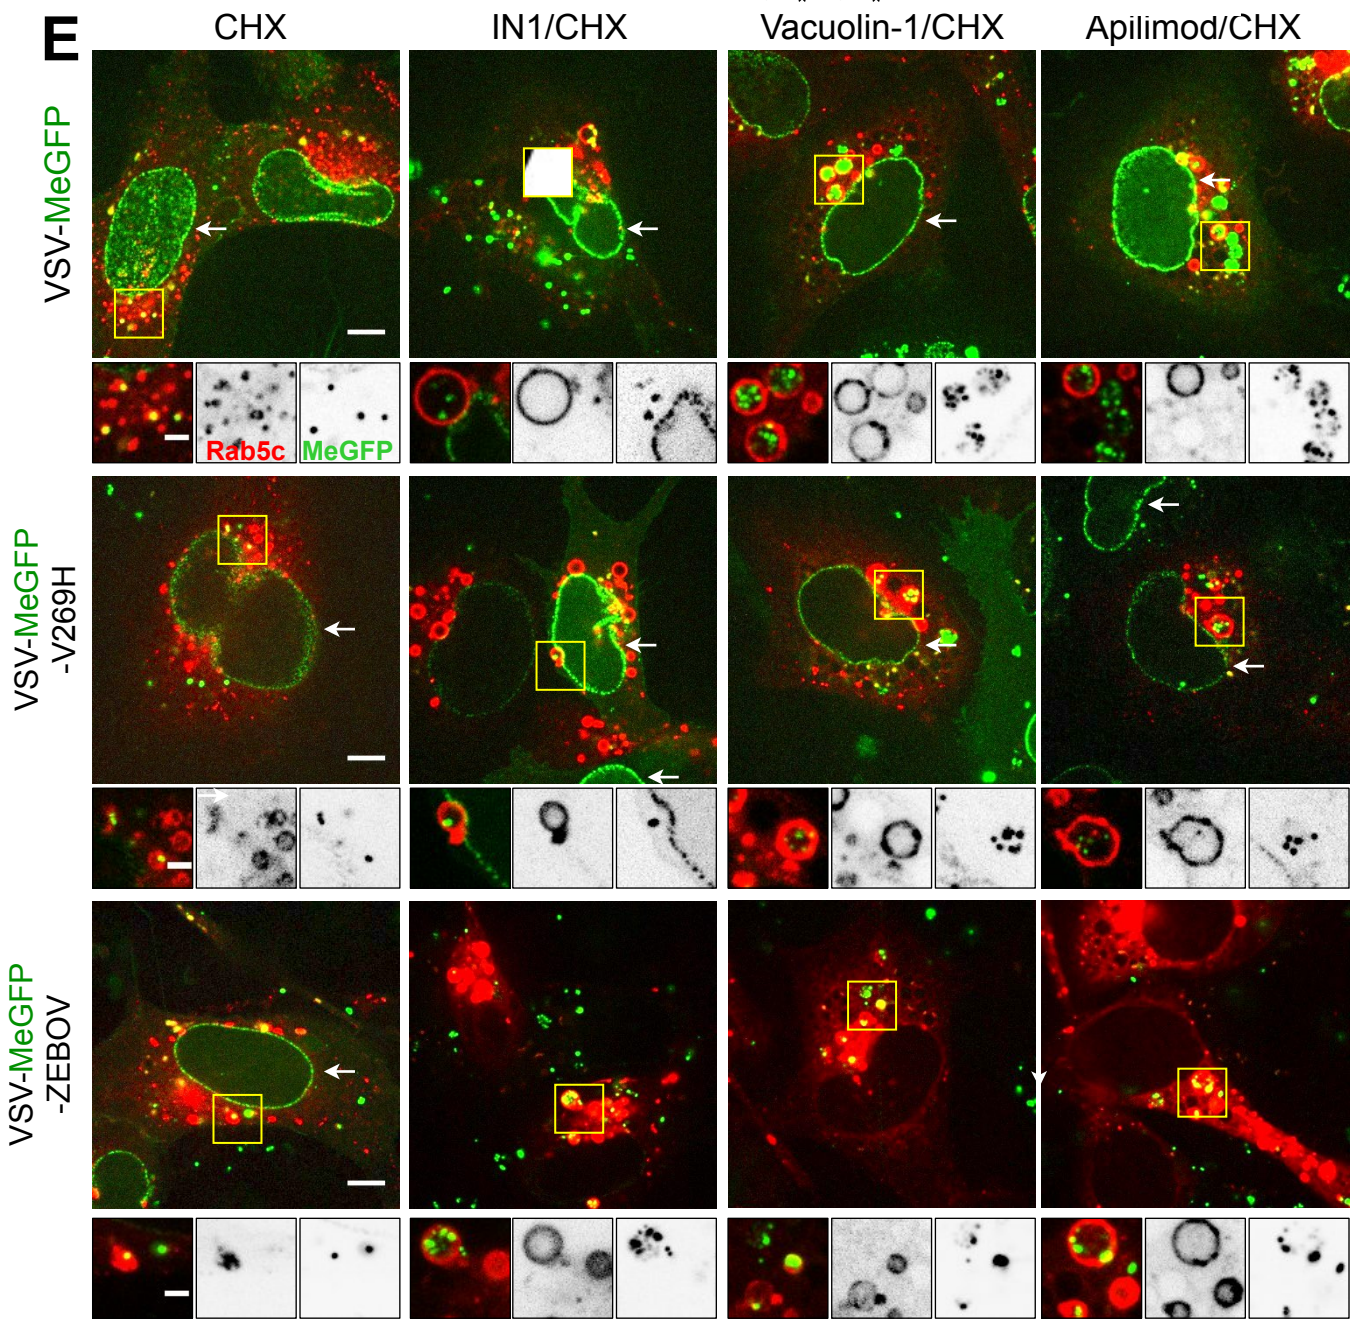 E
CHX
IN1/CHX
Vacuolin-1/CHX
Apilimod/CHX
VSV-MeGFP
Rab5c
MeGFP
VSV-MeGFP
-V269H
VSV-MeGFP
-ZEBOV